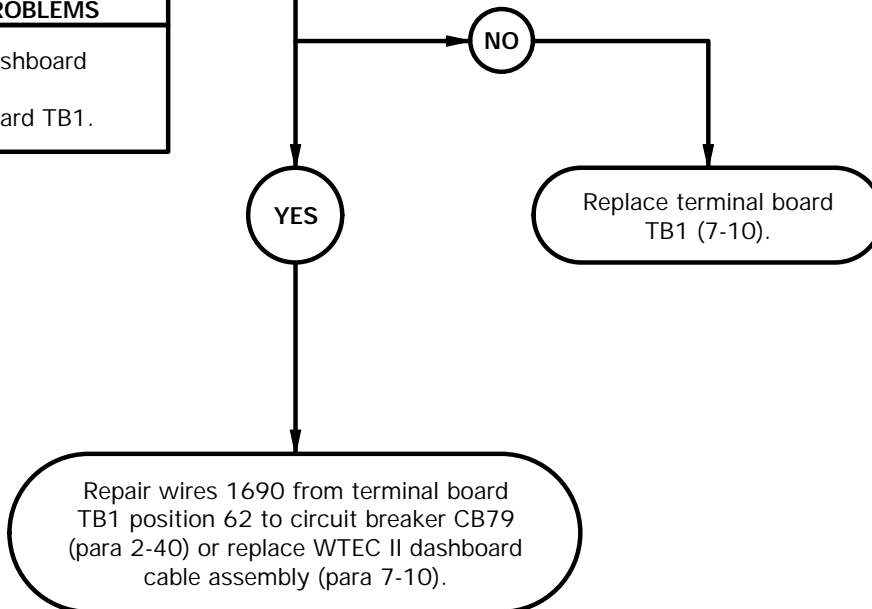 ROBLEMS
shboard
ard TB1.
NO
YES
Replace terminal board
TB1 (7-10).
Repair wires 1690 from terminal board
TB1 position 62 to circuit breaker CB79
(para 2-40) or replace WTEC II dashboard
cable assembly (para 7-10).